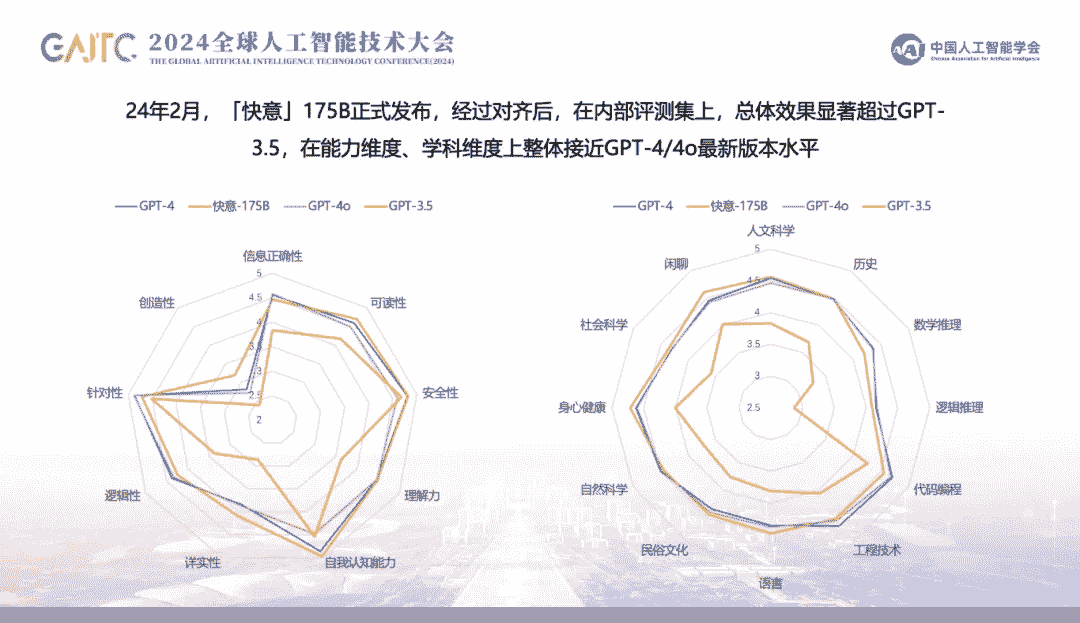 GAITC 2024全球人工智能技术大会
THE GLOBAL ARTIFICIAL INTELLIGENCE TECHNOLOGY CONFERENCE(2024)
中国人工智能学会
Chinese Association for Artificial Intelligence
24年2月，「快意」175B正式发布，经过对齐后，在内部评测集上，总体效果显著超过GPT-
3.5，在能力维度、学科维度上整体接近GPT-4/4o最新版本水平
GPT-4 快意-175B GPT-4o GPT-3.5
信息正确性
5
创造性
4.5
可读性
4
3.5
3
针对性
2.5
安全性
2
逻辑性
理解力
详实性
自我认知能力
GPT-4 快意-175B GPT-4o GPT-3.5
人文科学
5
闲聊
历史
4.5
社会科学
4
数学推理
3.5
3
身心健康
2.5
逻辑推理
自然科学
代码编程
民俗文化
工程技术
语言